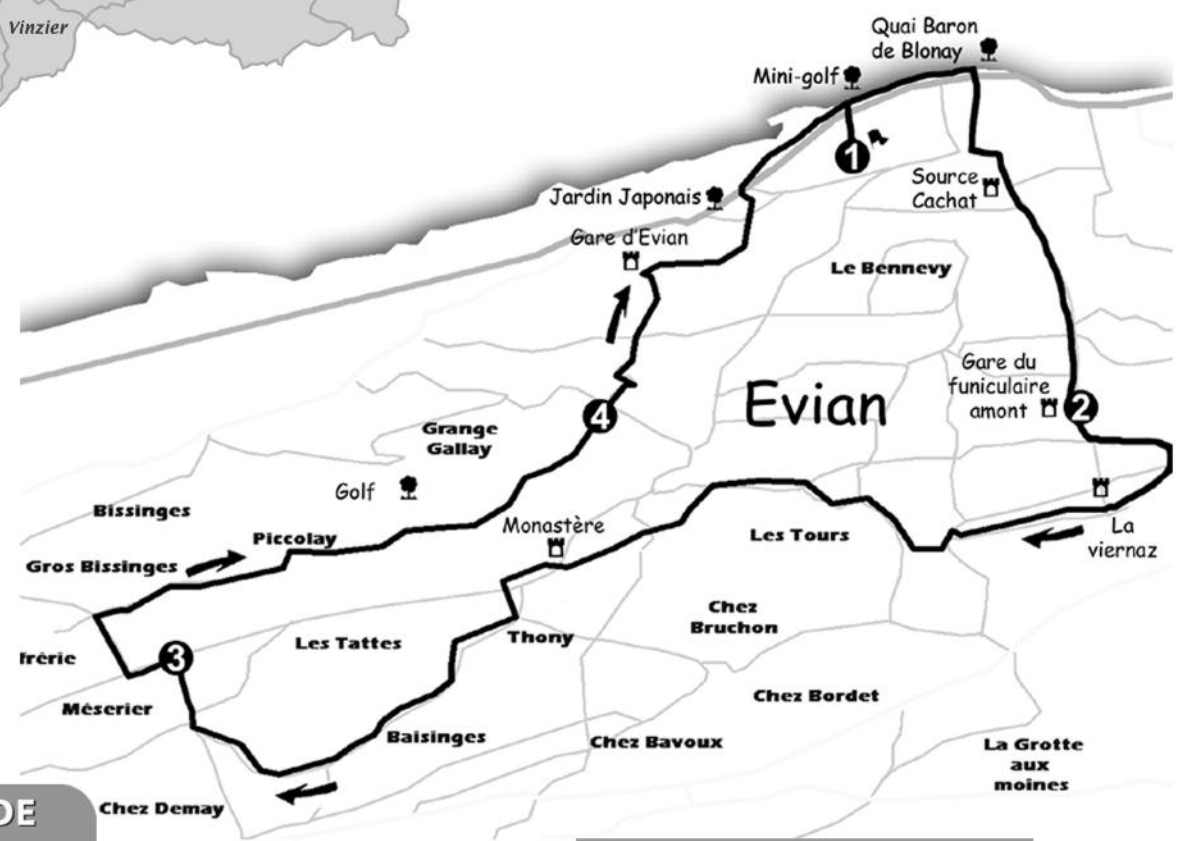 Vinzier
Quai Baron
de Blonay
Mini-golf
1
Source
Cachat
Jardin Japonais
Gare d'Evian
Le Bennevy
Gare du
funiculaire
amont
2
Evian
4
Grange
Gallay
Golf
Bissinges
Monastère
Piccolay
Les Tours
La
viernaz
Gros Bissinges
Chez
Bruchon
Thony
Les Tattes
3
frérie
Méserier
Chez Bordet
Baisinges
Chez Bavoux
La Grotte
aux
moines
Chez Demay
DE